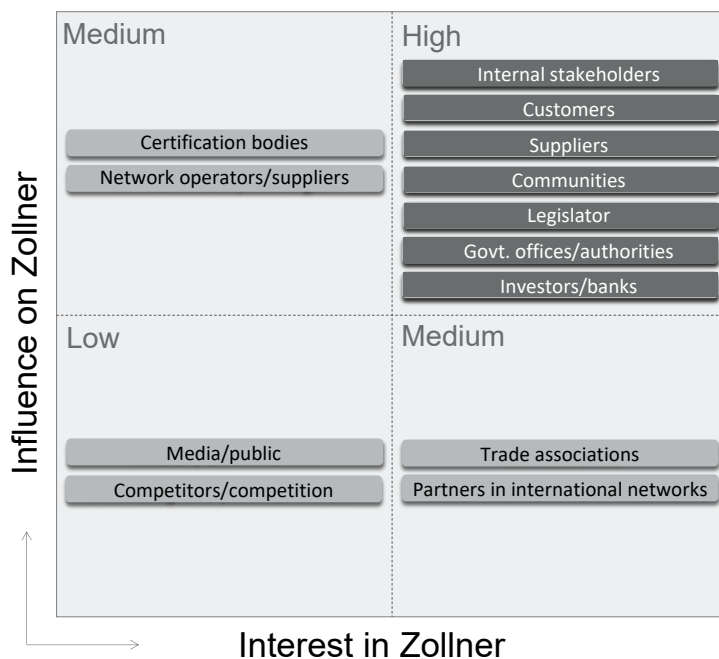 Medium
Certification bodies
Network operators/suppliers
High
Internal stakeholders
Customers
Suppliers
Communities
Legislator
Govt. offices/authorities
Investors/banks
Low
Media/public
Competitors/competition
Medium
Trade associations
Partners in international networks
Influence on Zollner
Interest in Zollner